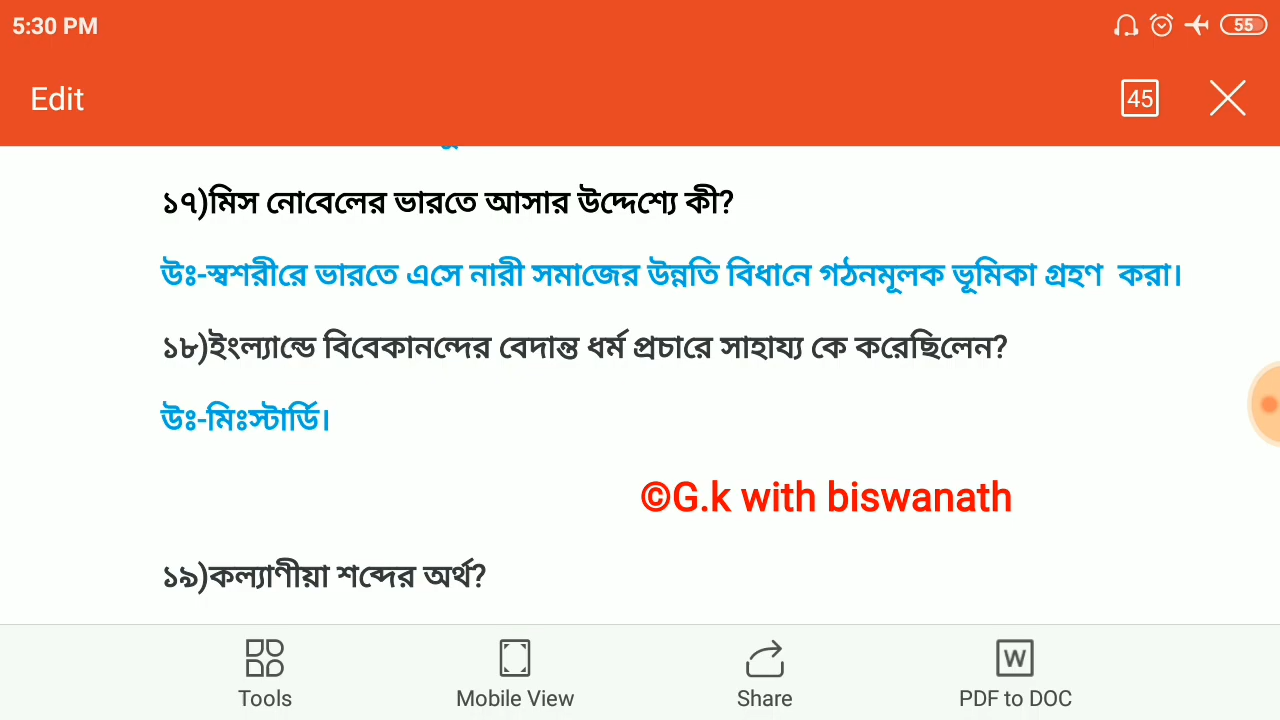 5:30 PM
55
Edit
45
১৭)মিস নোবেলের ভারতে আসার উদ্দেশ্যে কী?
উঃ-স্বশরীরে ভারতে এসে নারী সমাজের উন্নতি বিধানে গঠনমূলক ভূমিকা গ্রহণ  করা।
১৮)ইংল্যান্ডে বিবেকানন্দের বেদান্ত ধর্ম প্রচারে সাহায্য কে করেছিলেন?
উঃ-মিঃস্টার্ডি।
©G.k with biswanath
১৯)কল্যাণীয়া শব্দের অর্থ?
Tools
Mobile View
Share
W
PDF to DOC